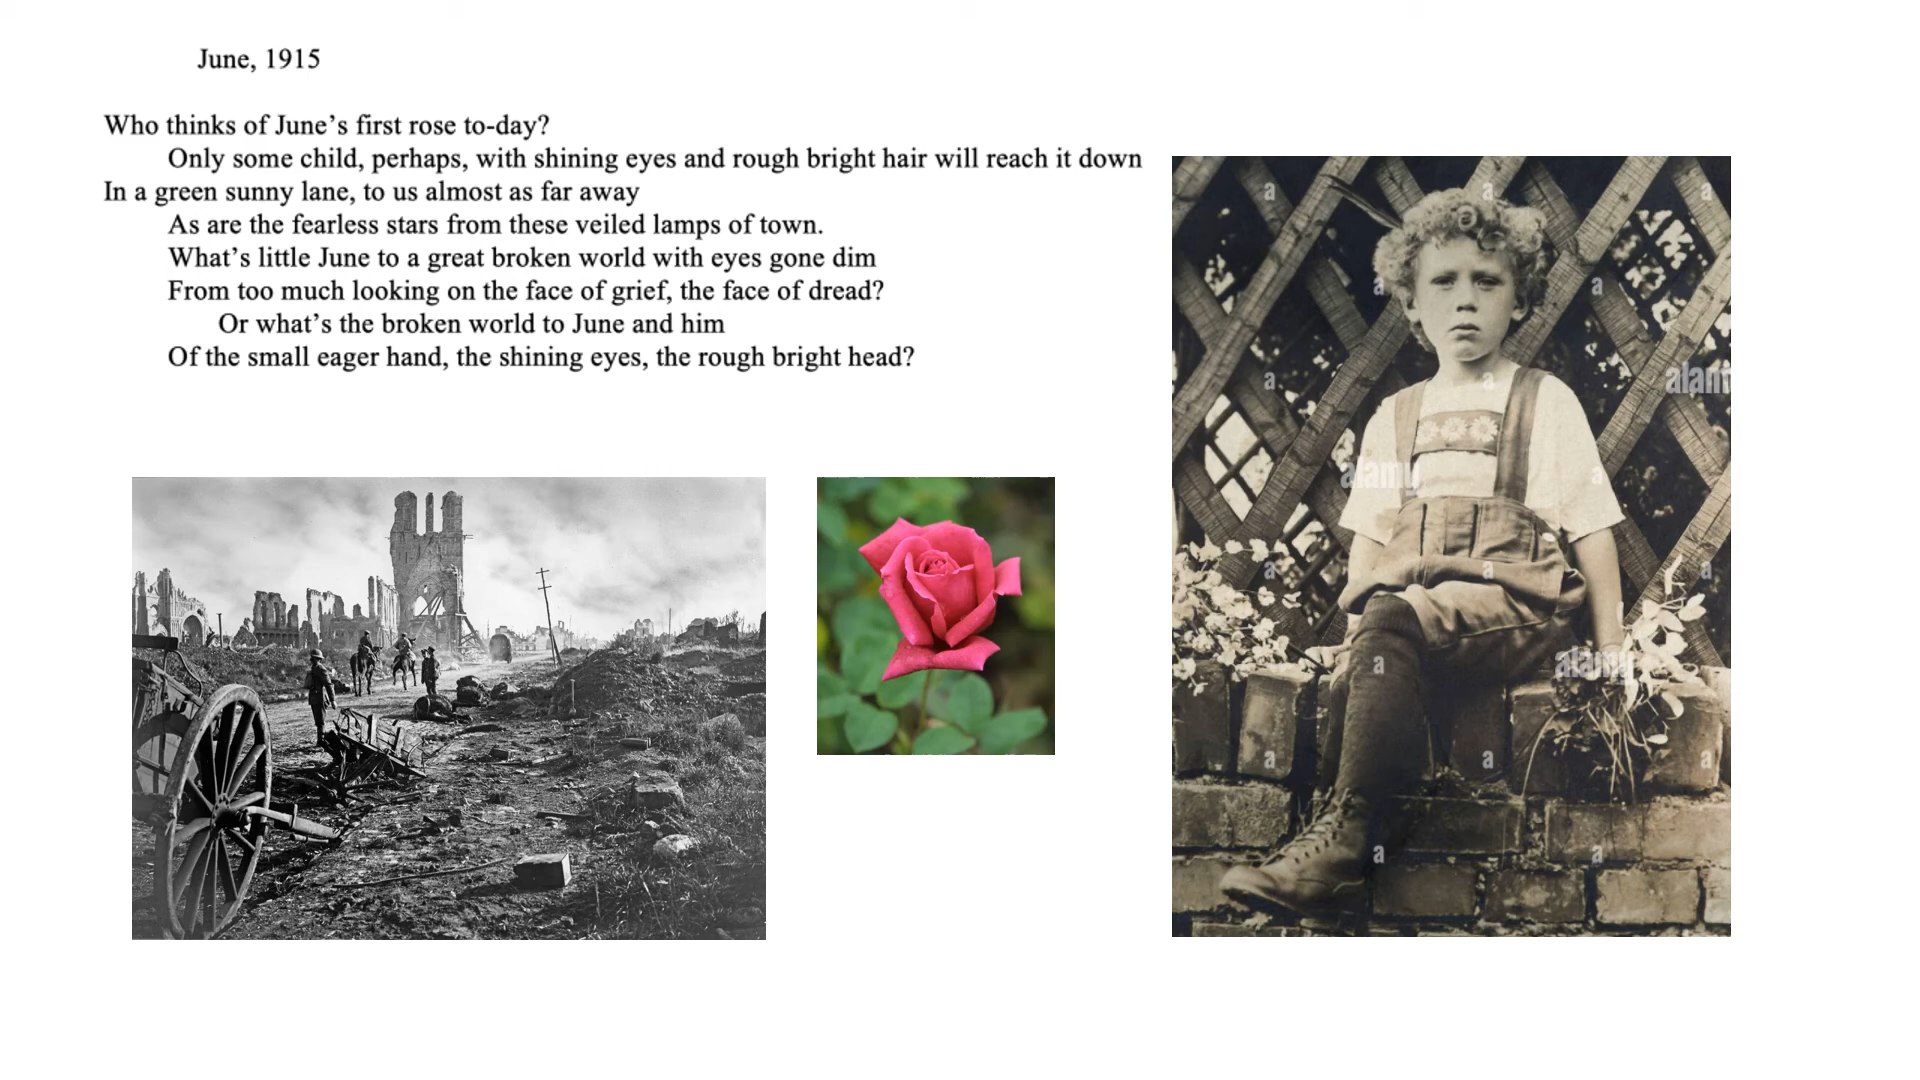 June, 1915
Who thinks of June’s first rose to-day?
Only some child, perhaps, with shining eyes and rough bright hair will reach it down
In a green sunny lane, to us almost as far away
As are the fearless stars from these veiled lamps of town.
What’s little June to a great broken world with eyes gone dim
From too much looking on the face of grief, the face of dread?
Or what’s the broken world to June and him
Of the small eager hand, the shining eyes, the rough bright head?
a a a
a a
a alam
alamy a
a a a
a alamy a
a a a
a a